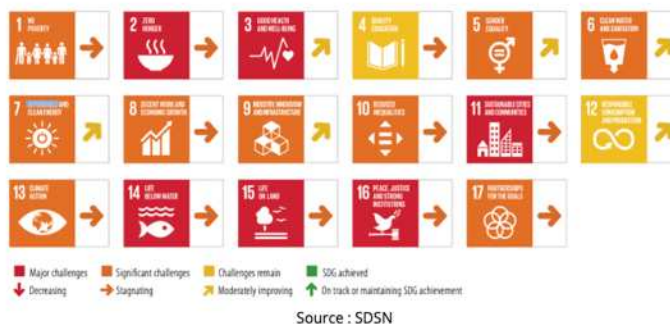 1 NO
POVERTY
2 ZERO
HUNGER
3 GOOD HEALTH
AND WELL-BEING
4 QUALITY
EDUCATION
5 GENDER
EQUALITY
6 CLEAN WATER
AND SANITATION
7 AFFORDABLE AND
CLEAN ENERGY
8 DECENT WORK AND
ECONOMIC GROWTH
9 INDUSTRY, INNOVATION
AND INFRASTRUCTURE
10 REDUCED
INEQUALITIES
11 SUSTAINABLE CITIES
AND COMMUNITIES
12 RESPONSIBLE
CONSUMPTION
AND PRODUCTION
13 CLIMATE
ACTION
14 LIFE
BELOW WATER
15 LIFE
ON LAND
16 PEACE, JUSTICE
AND STRONG
INSTITUTIONS
17 PARTNERSHIPS
FOR THE GOALS
Major challenges Significant challenges Challenges remain SDG achieved
Decreasing Stagnating Moderately improving On track or maintaining SDG achievement
Source : SDSN